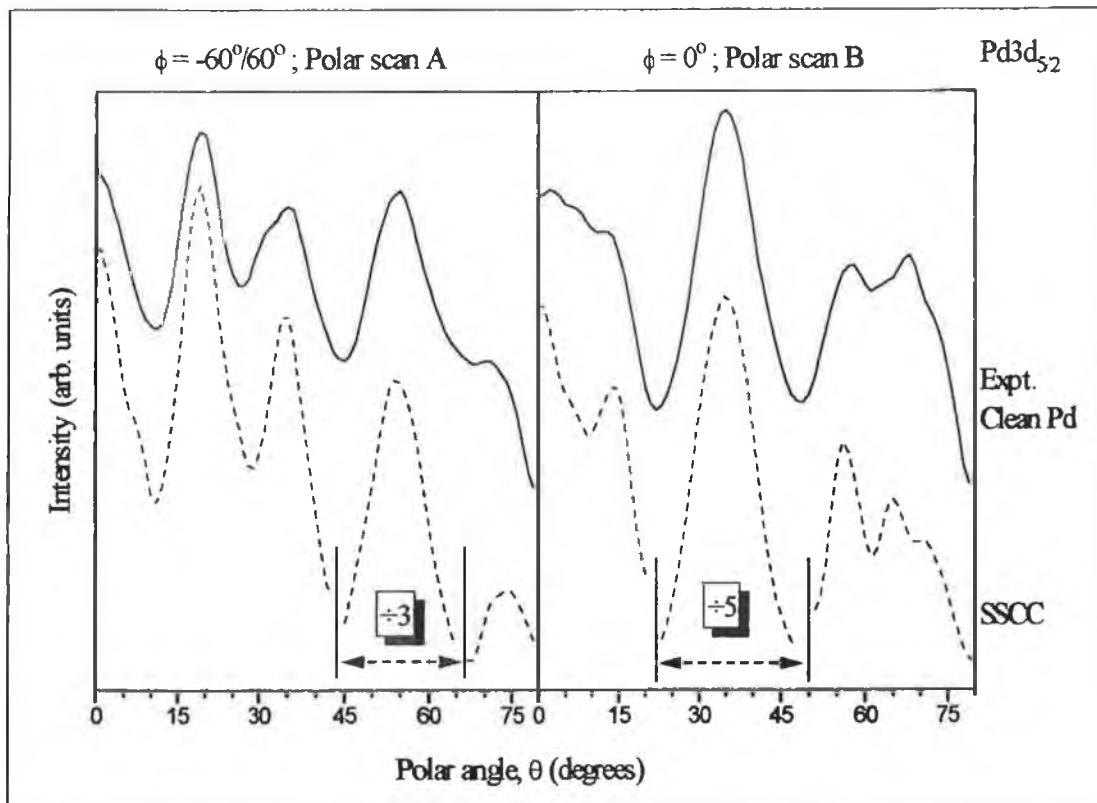 ϕ = -60°/60° ; Polar scan A
ϕ = 0° ; Polar scan B
Pd3d5/2
Intensity (arb. units)
Expt.
Clean Pd
÷3
÷5
SSCC
0 15 30 45 60 75 0 15 30 45 60 75
Polar angle, θ (degrees)